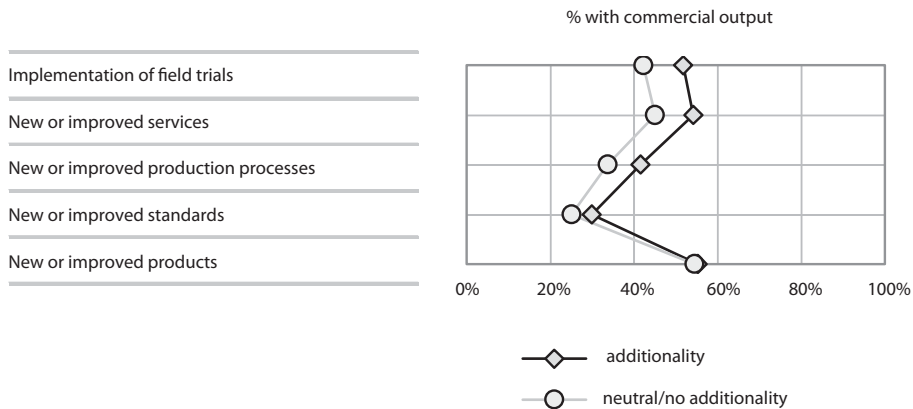 % with commercial output
Implementation of field trials
New or improved services
New or improved production processes
New or improved standards
New or improved products
0% 20% 40% 60% 80% 100%
additionality
neutral/no additionality